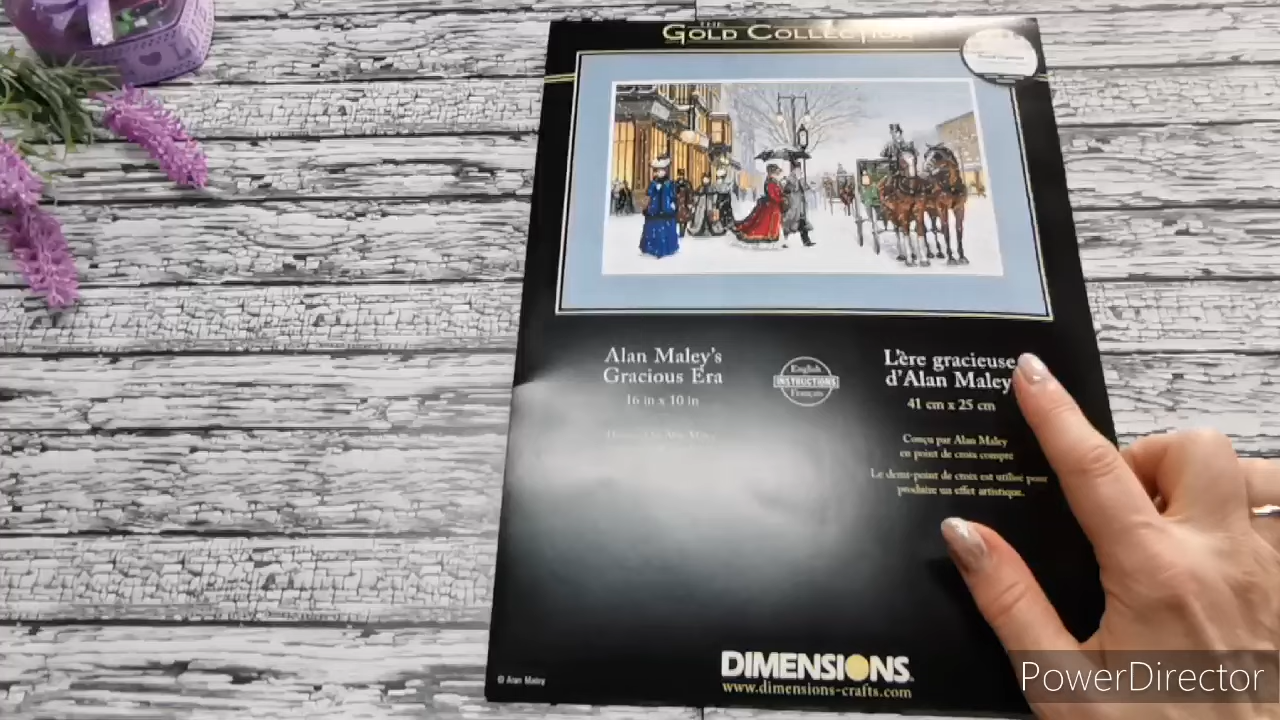 THE
GOLD COLLECTION
Alan Maley's
Gracious Era
16 in x 10 in
English
INSTRUCTIONS
Français
L'ère gracieuse
d'Alan Maley
41 cm x 25 cm
Conçu par Alan Maley
en point de croix compte
Le demi-point de croix est utilisé pour
produire un effet artistique.
DIMENSIONS
www.dimensions-crafts.com
© Alan Maley
PowerDirector